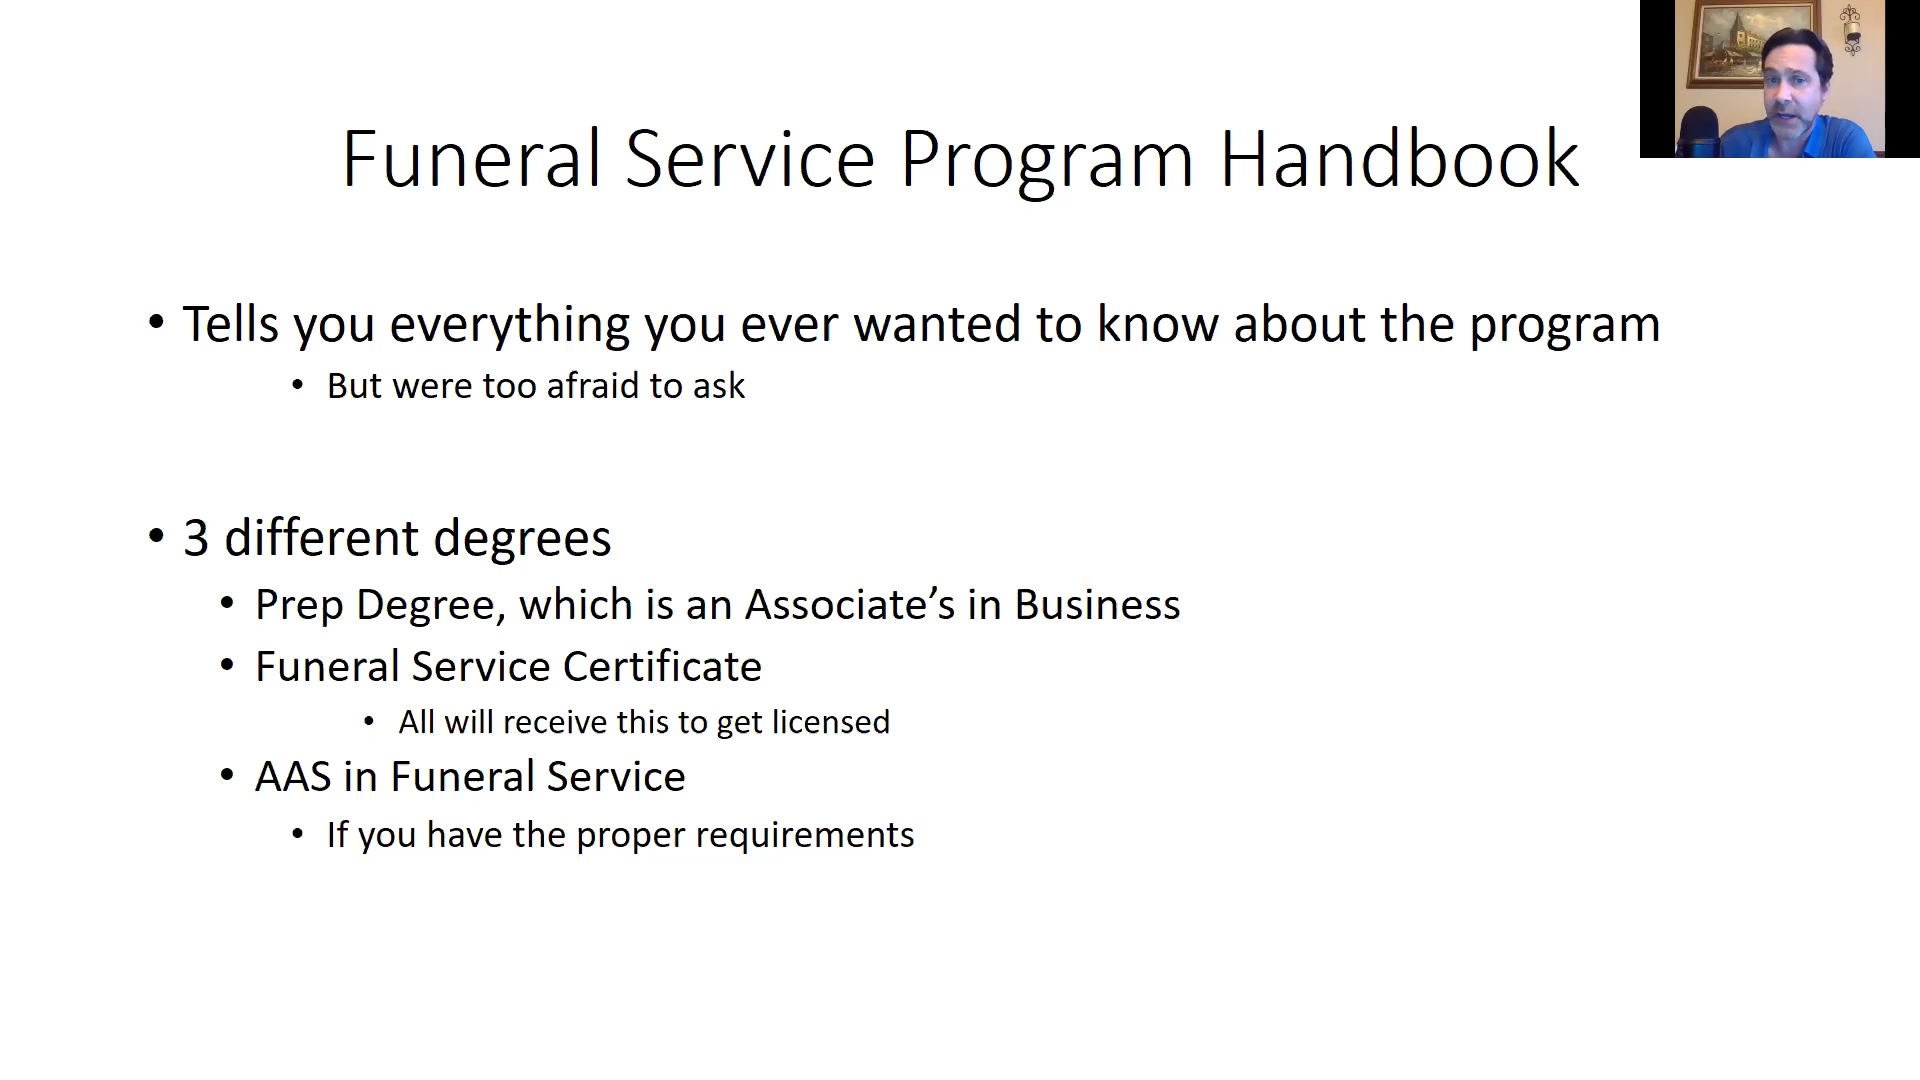 Funeral Service Program Handbook
• Tells you everything you ever wanted to know about the program
• But were too afraid to ask
• 3 different degrees
• Prep Degree, which is an Associate’s in Business
• Funeral Service Certificate
• All will receive this to get licensed
• AAS in Funeral Service
• If you have the proper requirements